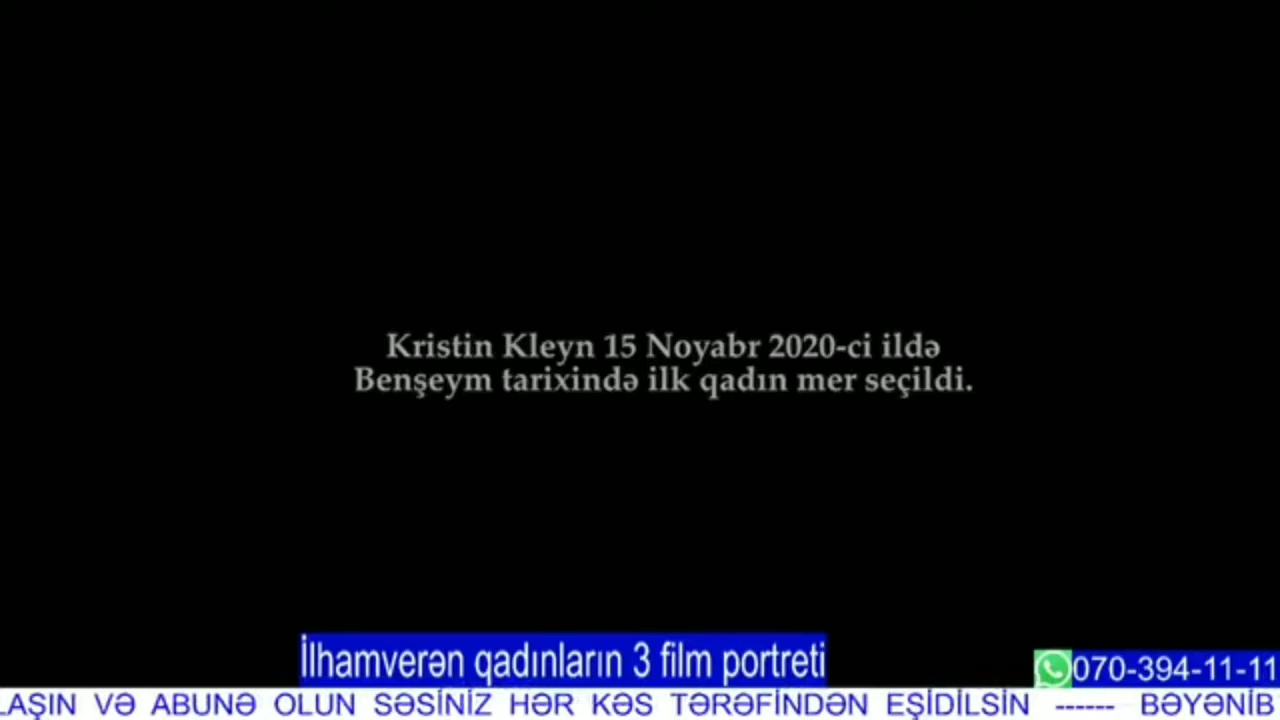 Kristin Kleyn 15 Noyabr 2020-ci ildə
Benşeym tarixində ilk qadın mer seçildi.
İlhamverən qadınların 3 film portreti
070-394-11-11
LAŞIN VƏ ABUNƏ OLUN SƏSİNİZ HƏR KƏS TƏRƏFİNDƏN EŞİDİLSİN ------ BƏYƏNİB